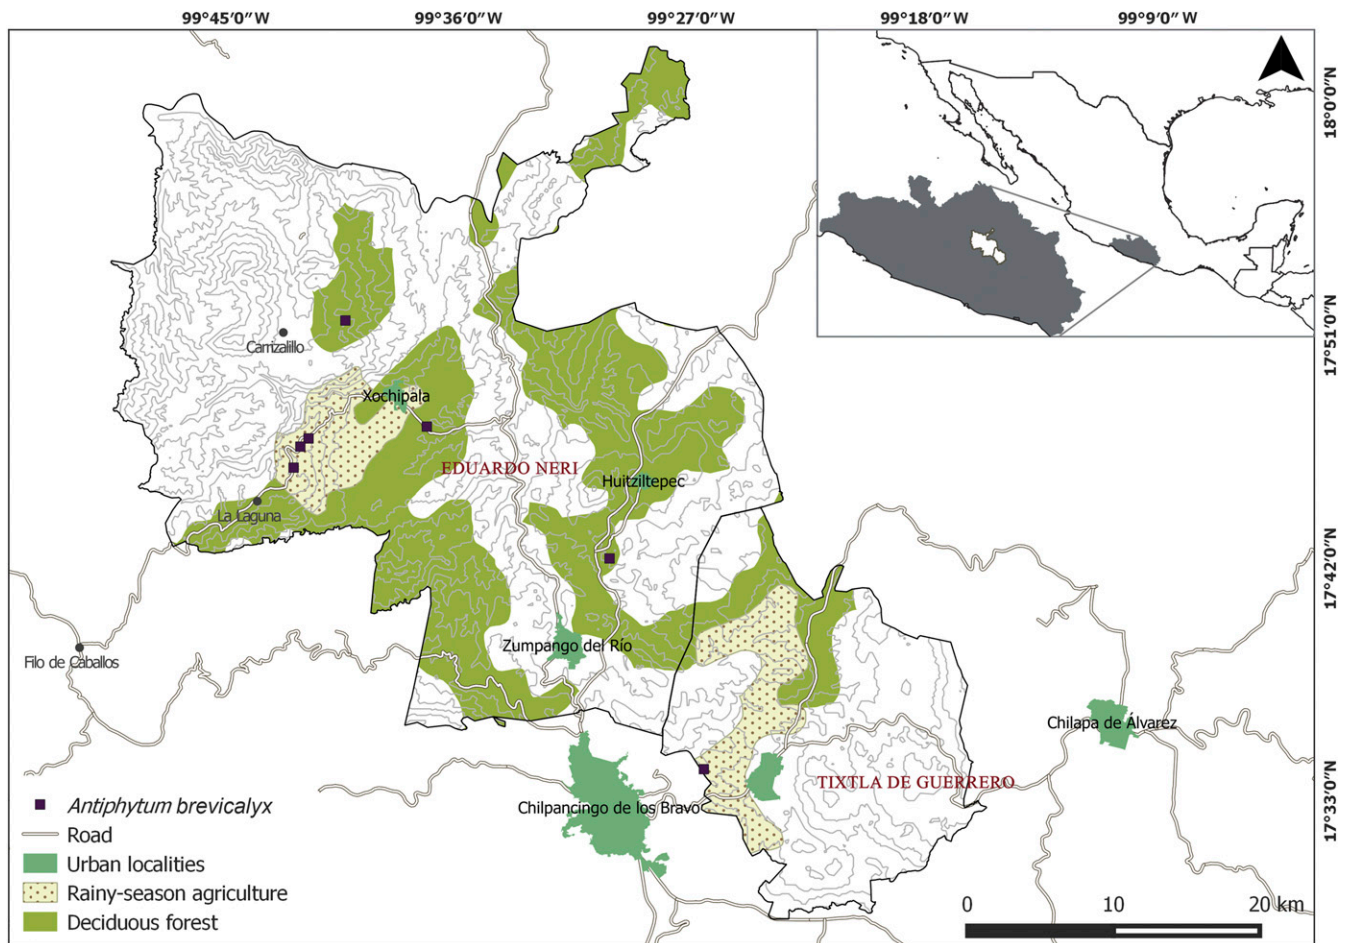 99°45'0"W 99°36'0"W 99°27'0"W 99°18'0"W 99°9'0"W
18°0'0"N
17°51'0"N
17°42'0"N
17°33'0"N
Carrizalillo
Xochipala
EDUARDO NERI
Huitziltepec
La Laguna
Zumpango del Río
Filo de Caballos
Chilapa de Álvarez
TIXTLA DE GUERRERO
Chilpancingo de los Bravo
Antiphytum brevicalyx
Road
Urban localities
Rainy-season agriculture
Deciduous forest
0 10 20 km